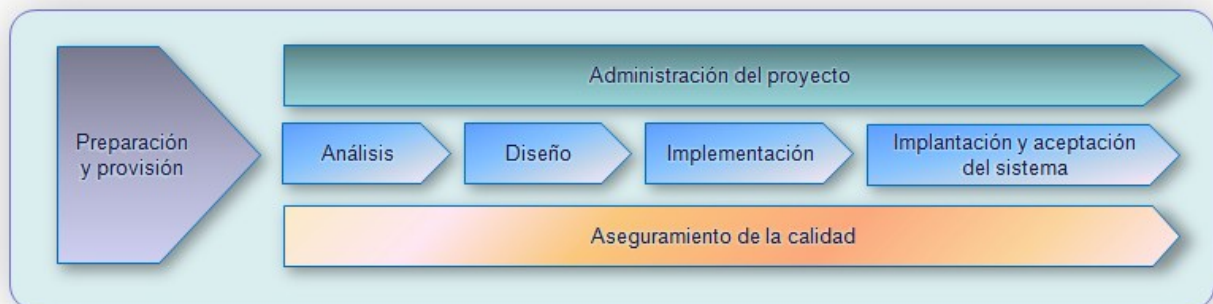 Preparación
y provisión
Administración del proyecto
Análisis
Diseño
Implementación
Implantación y aceptación
del sistema
Aseguramiento de la calidad